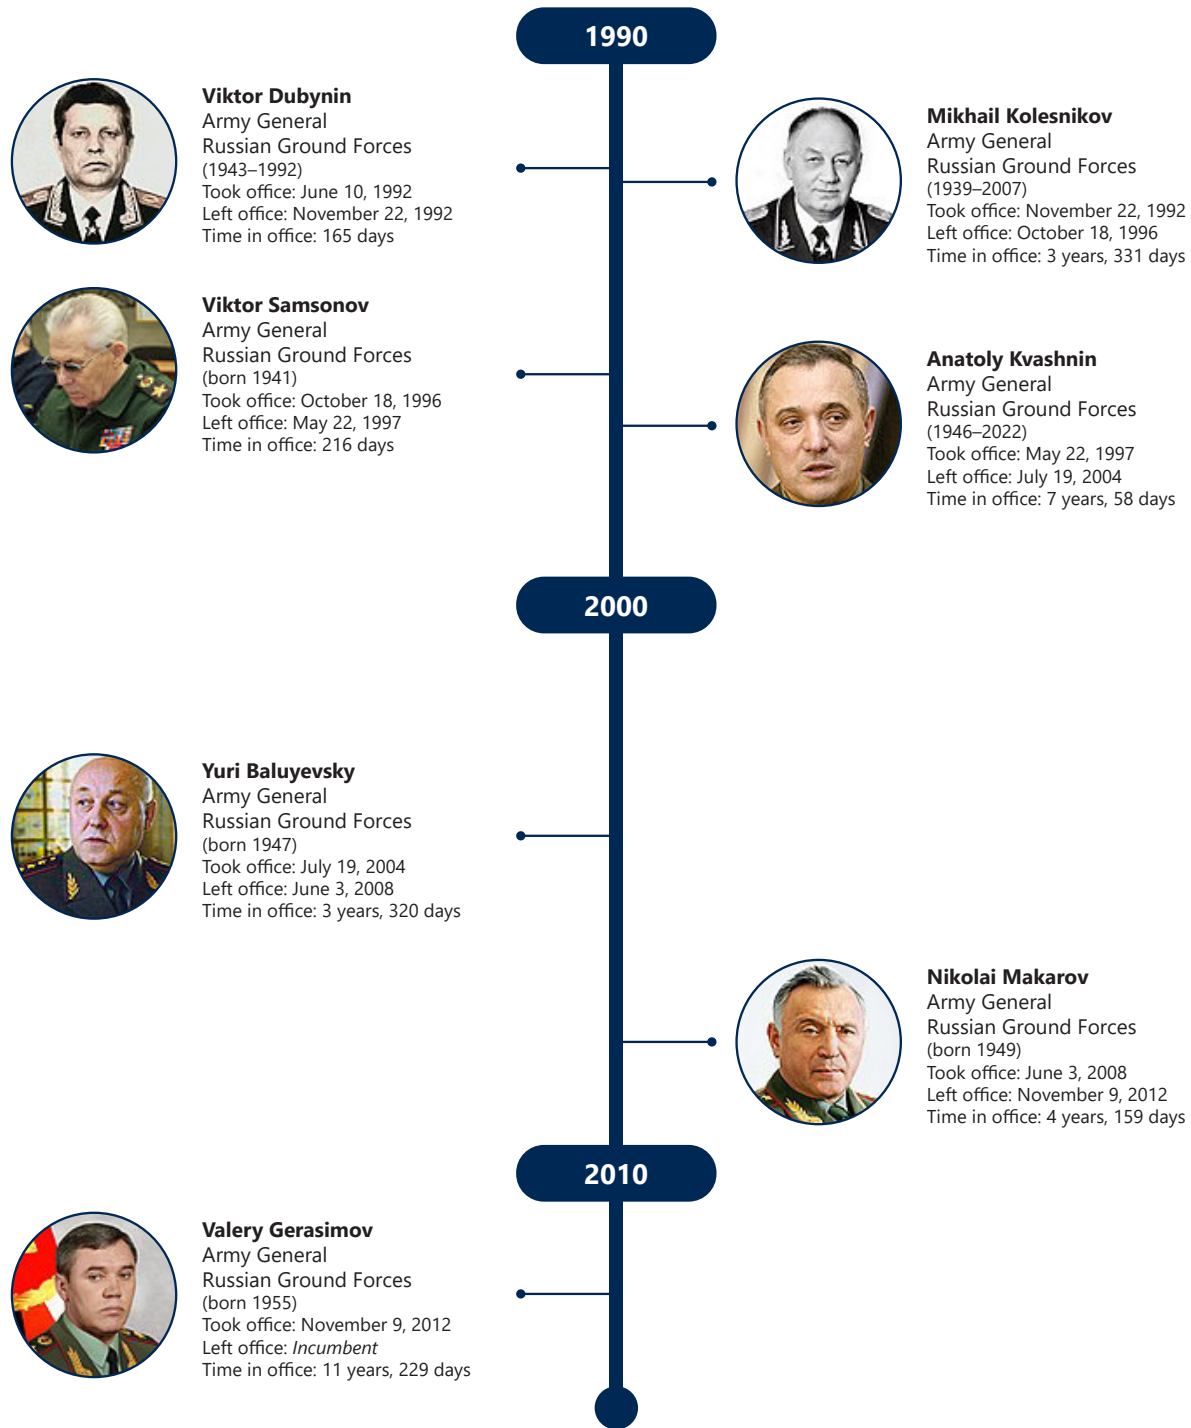 1990
Viktor Dubynin
Army General
Russian Ground Forces
(1943–1992)
Took office: June 10, 1992
Left office: November 22, 1992
Time in office: 165 days
Mikhail Kolesnikov
Army General
Russian Ground Forces
(1939–2007)
Took office: November 22, 1992
Left office: October 18, 1996
Time in office: 3 years, 331 days
Viktor Samsonov
Army General
Russian Ground Forces
(born 1941)
Took office: October 18, 1996
Left office: May 22, 1997
Time in office: 216 days
Anatoly Kvashnin
Army General
Russian Ground Forces
(1946–2022)
Took office: May 22, 1997
Left office: July 19, 2004
Time in office: 7 years, 58 days
2000
Yuri Baluyevsky
Army General
Russian Ground Forces
(born 1947)
Took office: July 19, 2004
Left office: June 3, 2008
Time in office: 3 years, 320 days
Nikolai Makarov
Army General
Russian Ground Forces
(born 1949)
Took office: June 3, 2008
Left office: November 9, 2012
Time in office: 4 years, 159 days
2010
Valery Gerasimov
Army General
Russian Ground Forces
(born 1955)
Took office: November 9, 2012
Left office: Incumbent
Time in office: 11 years, 229 days